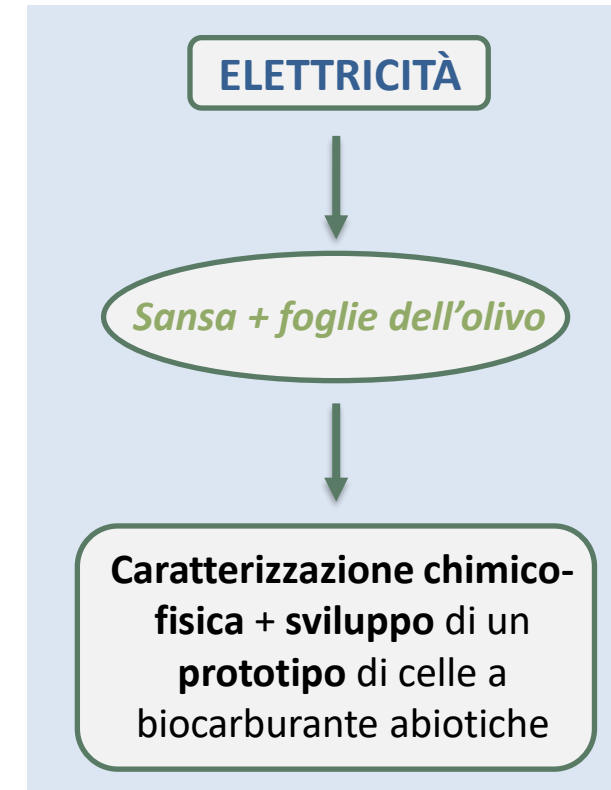 ELETTRICITÀ
Sansa + foglie dell’olivo
Caratterizzazione chimico-
fisica + sviluppo di un
prototipo di celle a
biocarburante abiotiche